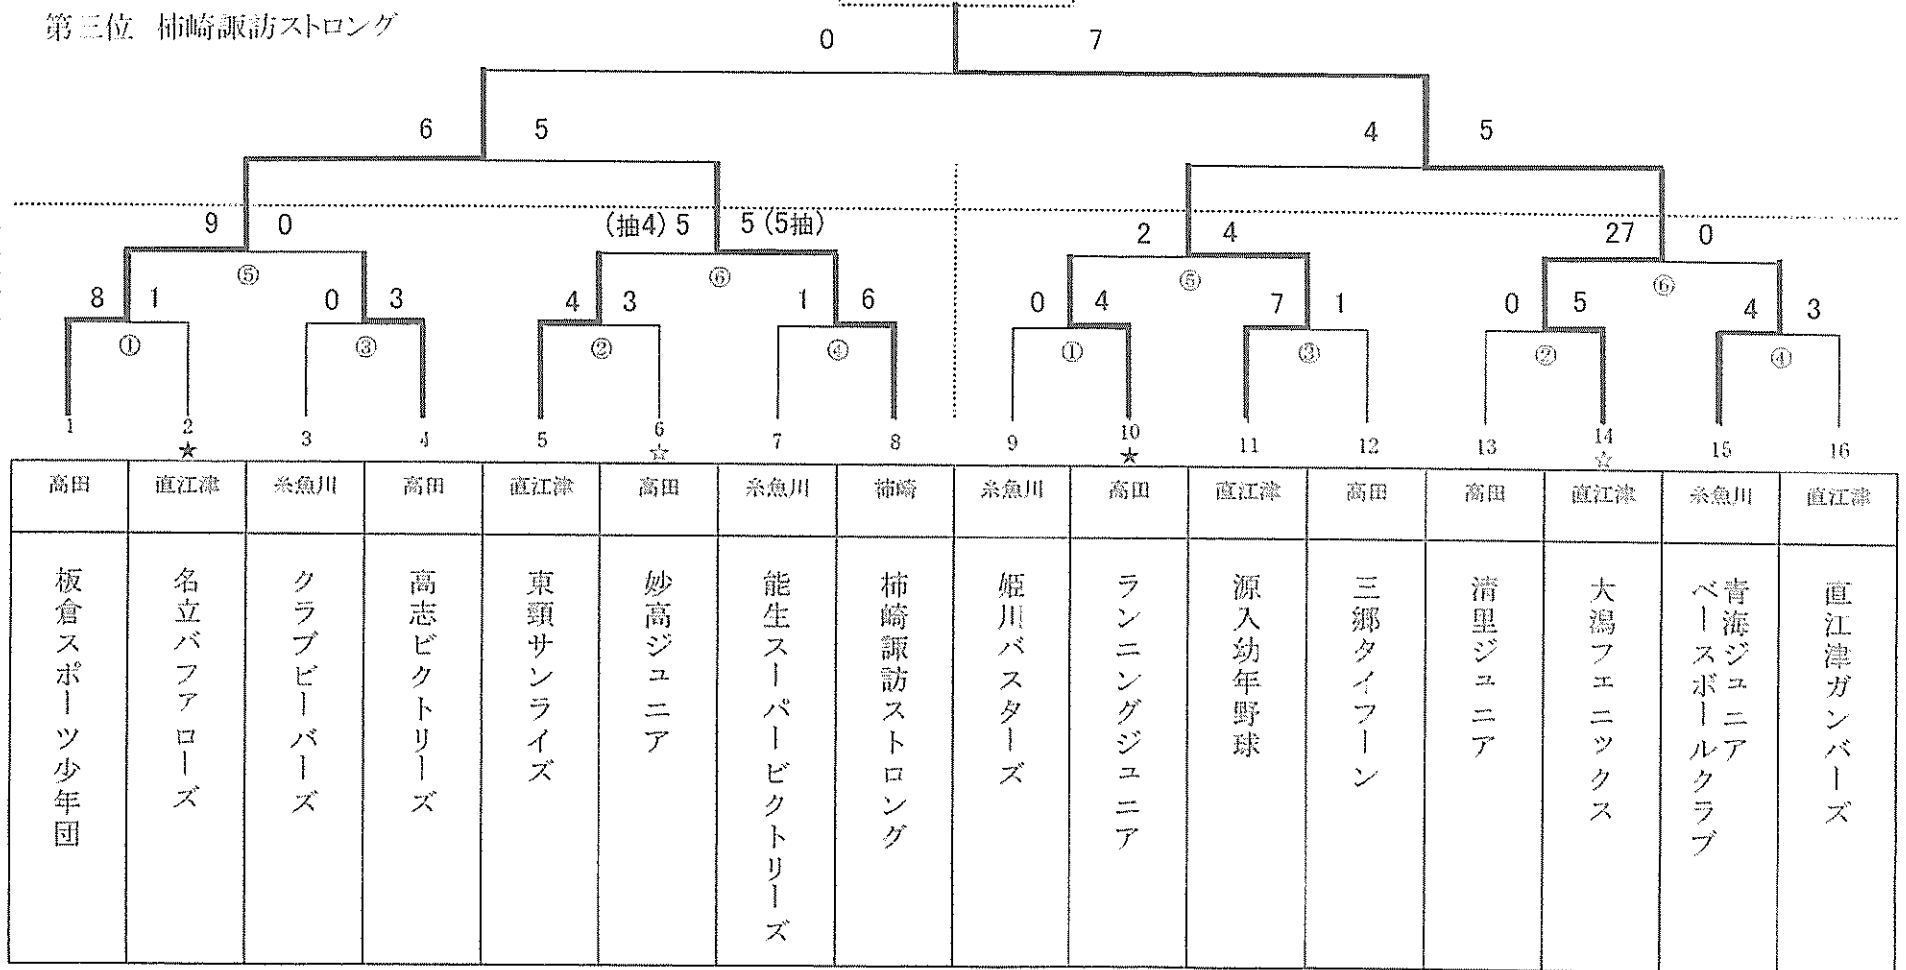 第三位 柿崎諏訪ストロング
0 7
6 5 4 5
9 0 (抽4) 5 5 (5抽) 2 4 27 0
⑤ ⑥ ⑤ ⑥
8 1 0 3 4 3 1 6 0 4 7 1 0 5 4 3
① ③ ② ④ ① ③ ② ④
1 2 3 4 5 6 7 8 9 10 11 12 13 14 15 16
★ ☆ ★ ☆
高田 直江津 糸魚川 高田 直江津 高田 糸魚川 柿崎 糸魚川 高田 直江津 高田 高田 直江津 糸魚川 直江津
板倉スポーツ少年団
名立バファローズ
クラブビーバーズ
高志ビクトリーズ
東頸サンライズ
妙高ジュニア
能生スーパービクトリーズ
柿崎諏訪ストロング
姫川バスターズ
ランニングジュニア
源入幼年野球
三郷タイフーン
清里ジュニア
大潟フェニックス
青海ジュニア
ベースボールクラブ
直江津ガンバーズ